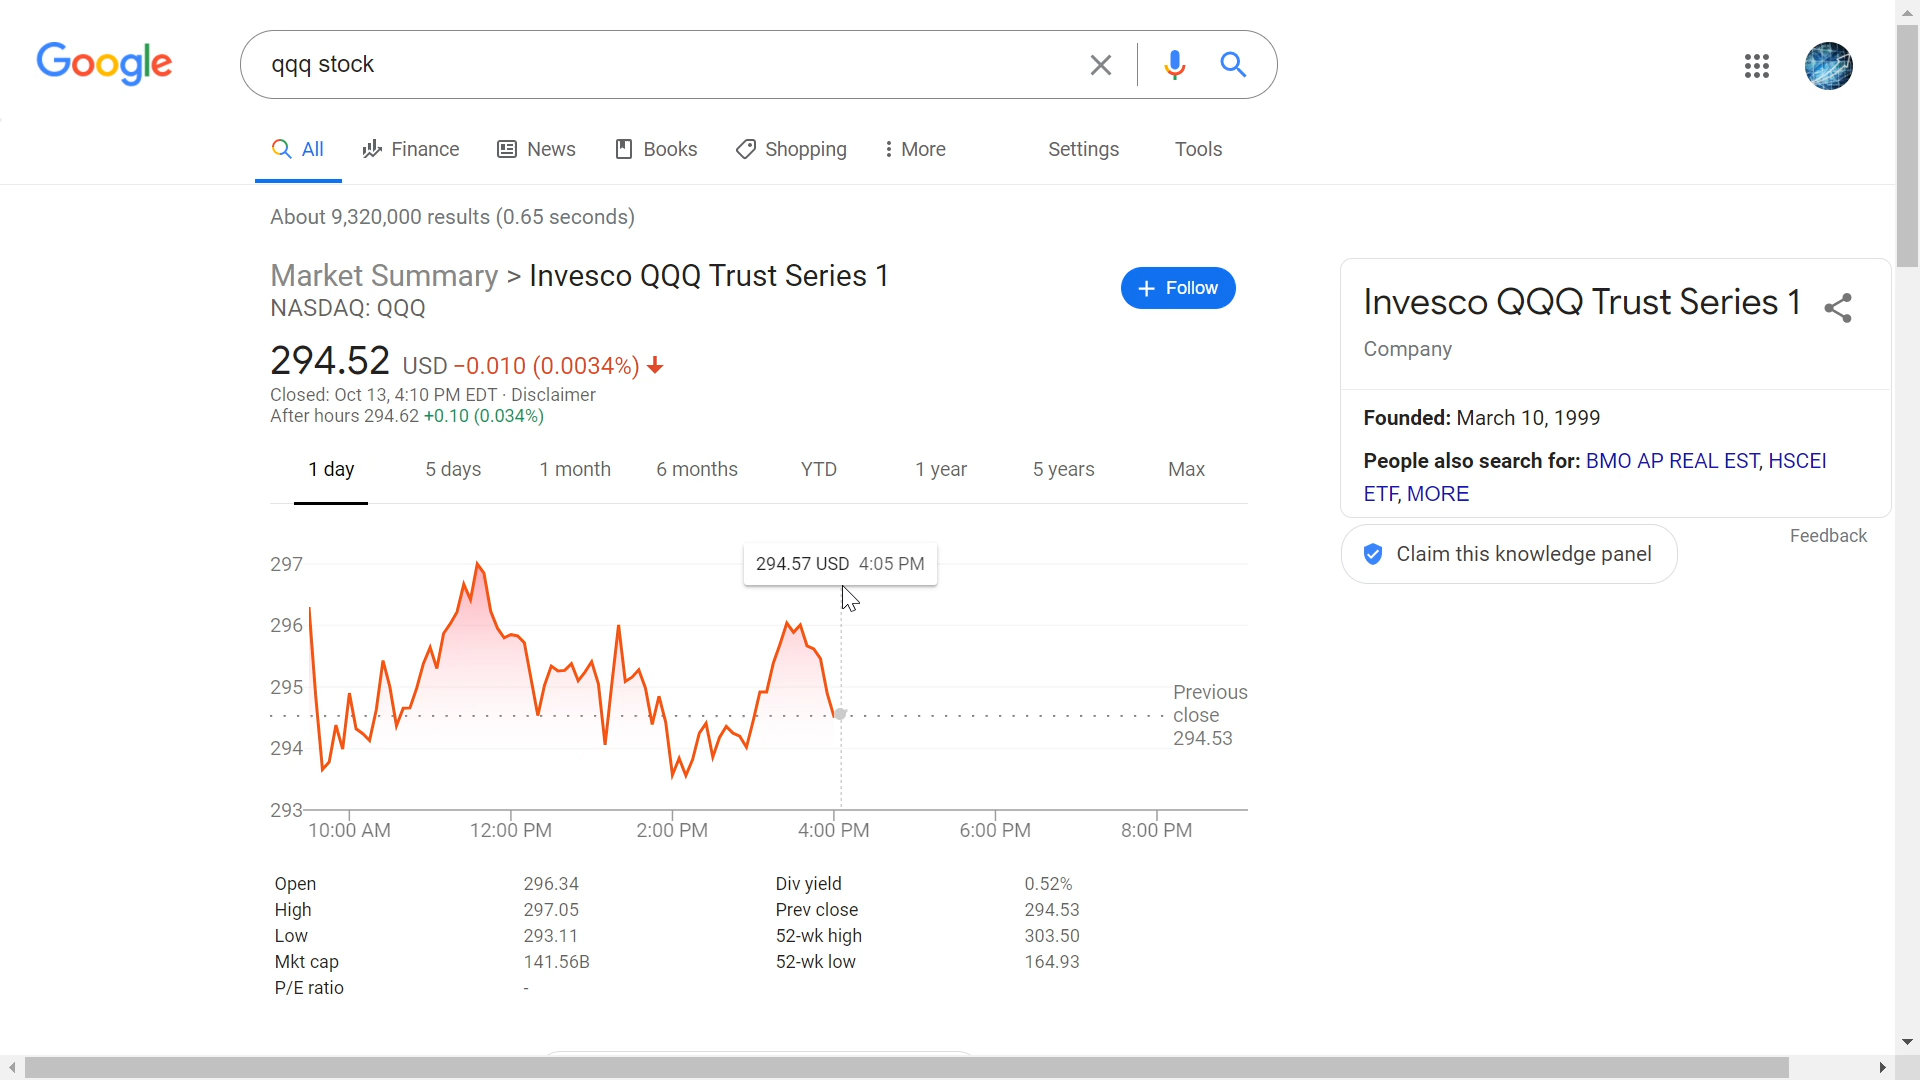 Google
qqq stock
All Finance News Books Shopping More Settings Tools
About 9,320,000 results (0.65 seconds)
Market Summary > Invesco QQQ Trust Series 1
NASDAQ: QQQ
+ Follow
294.52 USD −0.010 (0.0034%)
Closed: Oct 13, 4:10 PM EDT · Disclaimer
After hours 294.62 +0.10 (0.034%)
1 day 5 days 1 month 6 months YTD 1 year 5 years Max
294.57 USD 4:05 PM
297
296
295
294
293
Previous
close
294.53
10:00 AM 12:00 PM 2:00 PM 4:00 PM 6:00 PM 8:00 PM
Open 296.34 Div yield 0.52%
High 297.05 Prev close 294.53
Low 293.11 52-wk high 303.50
Mkt cap 141.56B 52-wk low 164.93
P/E ratio -
Invesco QQQ Trust Series 1
Company
Founded: March 10, 1999
People also search for: BMO AP REAL EST, HSCEI
ETF, MORE
Feedback
Claim this knowledge panel